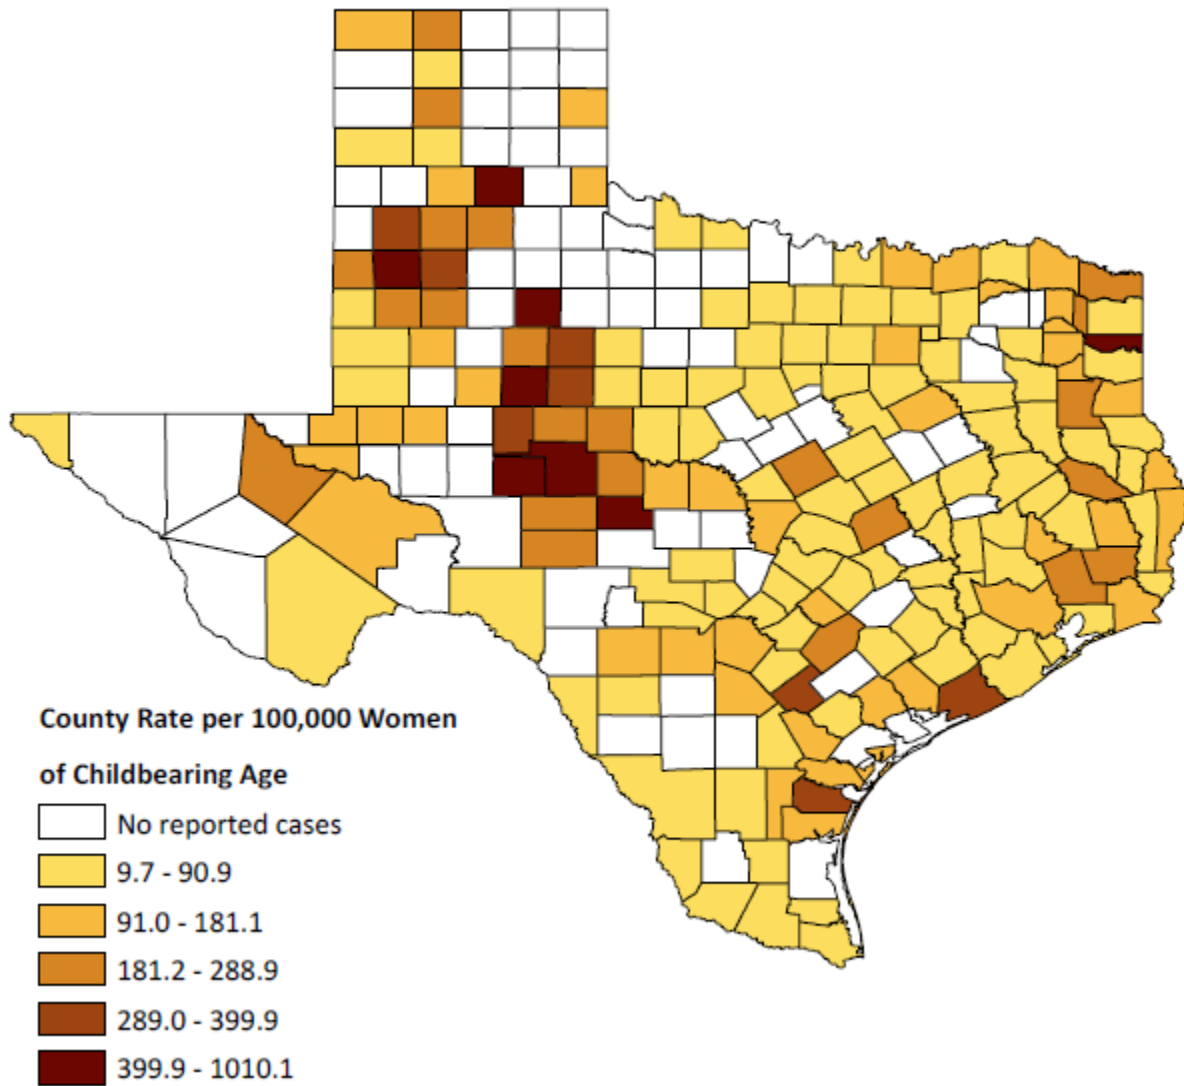 County Rate per 100,000 Women
of Childbearing Age
No reported cases
9.7 - 90.9
91.0 - 181.1
181.2 - 288.9
289.0 - 399.9
399.9 - 1010.1